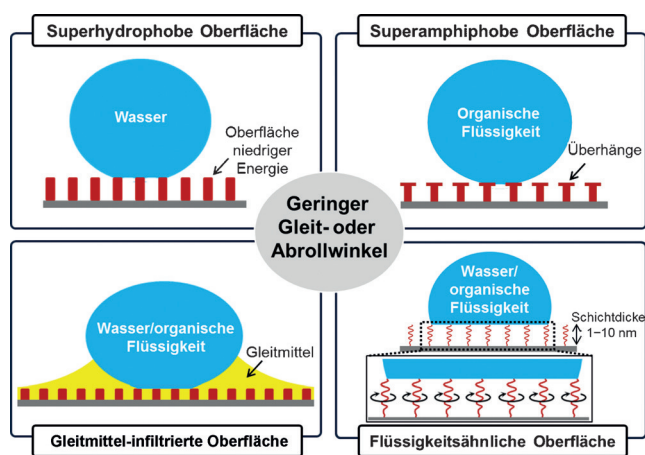 Superhydrophobe Oberfläche
Wasser
Oberfläche
niedriger
Energie
Superamphiphobe Oberfläche
Organische
Flüssigkeit
Überhänge
Geringer
Gleit- oder
Abrollwinkel
Wasser/organische
Flüssigkeit
Gleitmittel
Gleitmittel-infiltrierte Oberfläche
Wasser/
organische
Flüssigkeit
Schichtdicke
1–10 nm
Flüssigkeitsähnliche Oberfläche